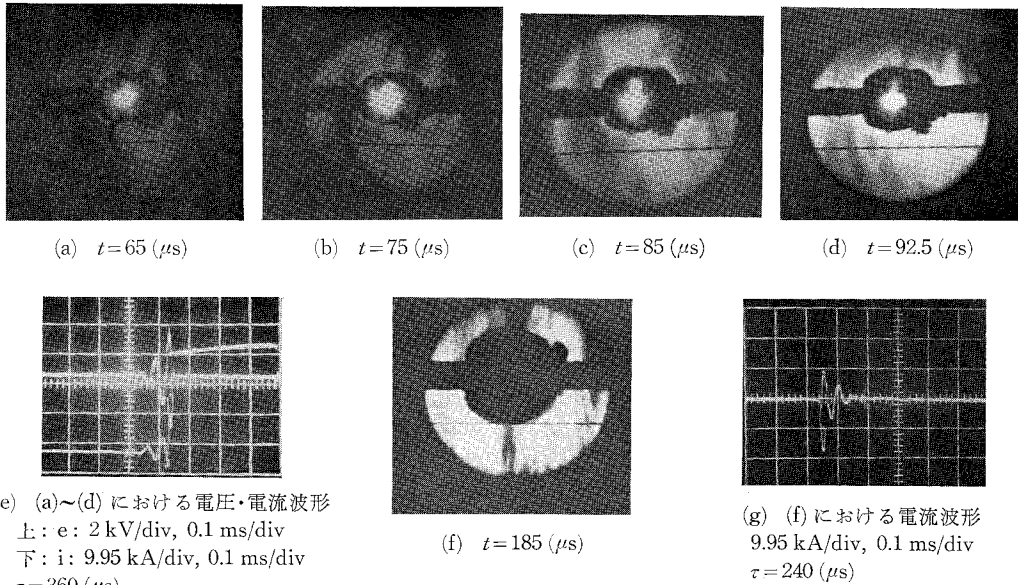 (a) t=65 (μs)
(b) t=75 (μs)
(c) t=85 (μs)
(d) t=92.5 (μs)
e) (a)~(d) における電圧・電流波形
上: e: 2 kV/div, 0.1 ms/div
下: i: 9.95 kA/div, 0.1 ms/div
(f) t=185 (μs)
(g) (f) における電流波形
9.95 kA/div, 0.1 ms/div
τ=240 (μs)